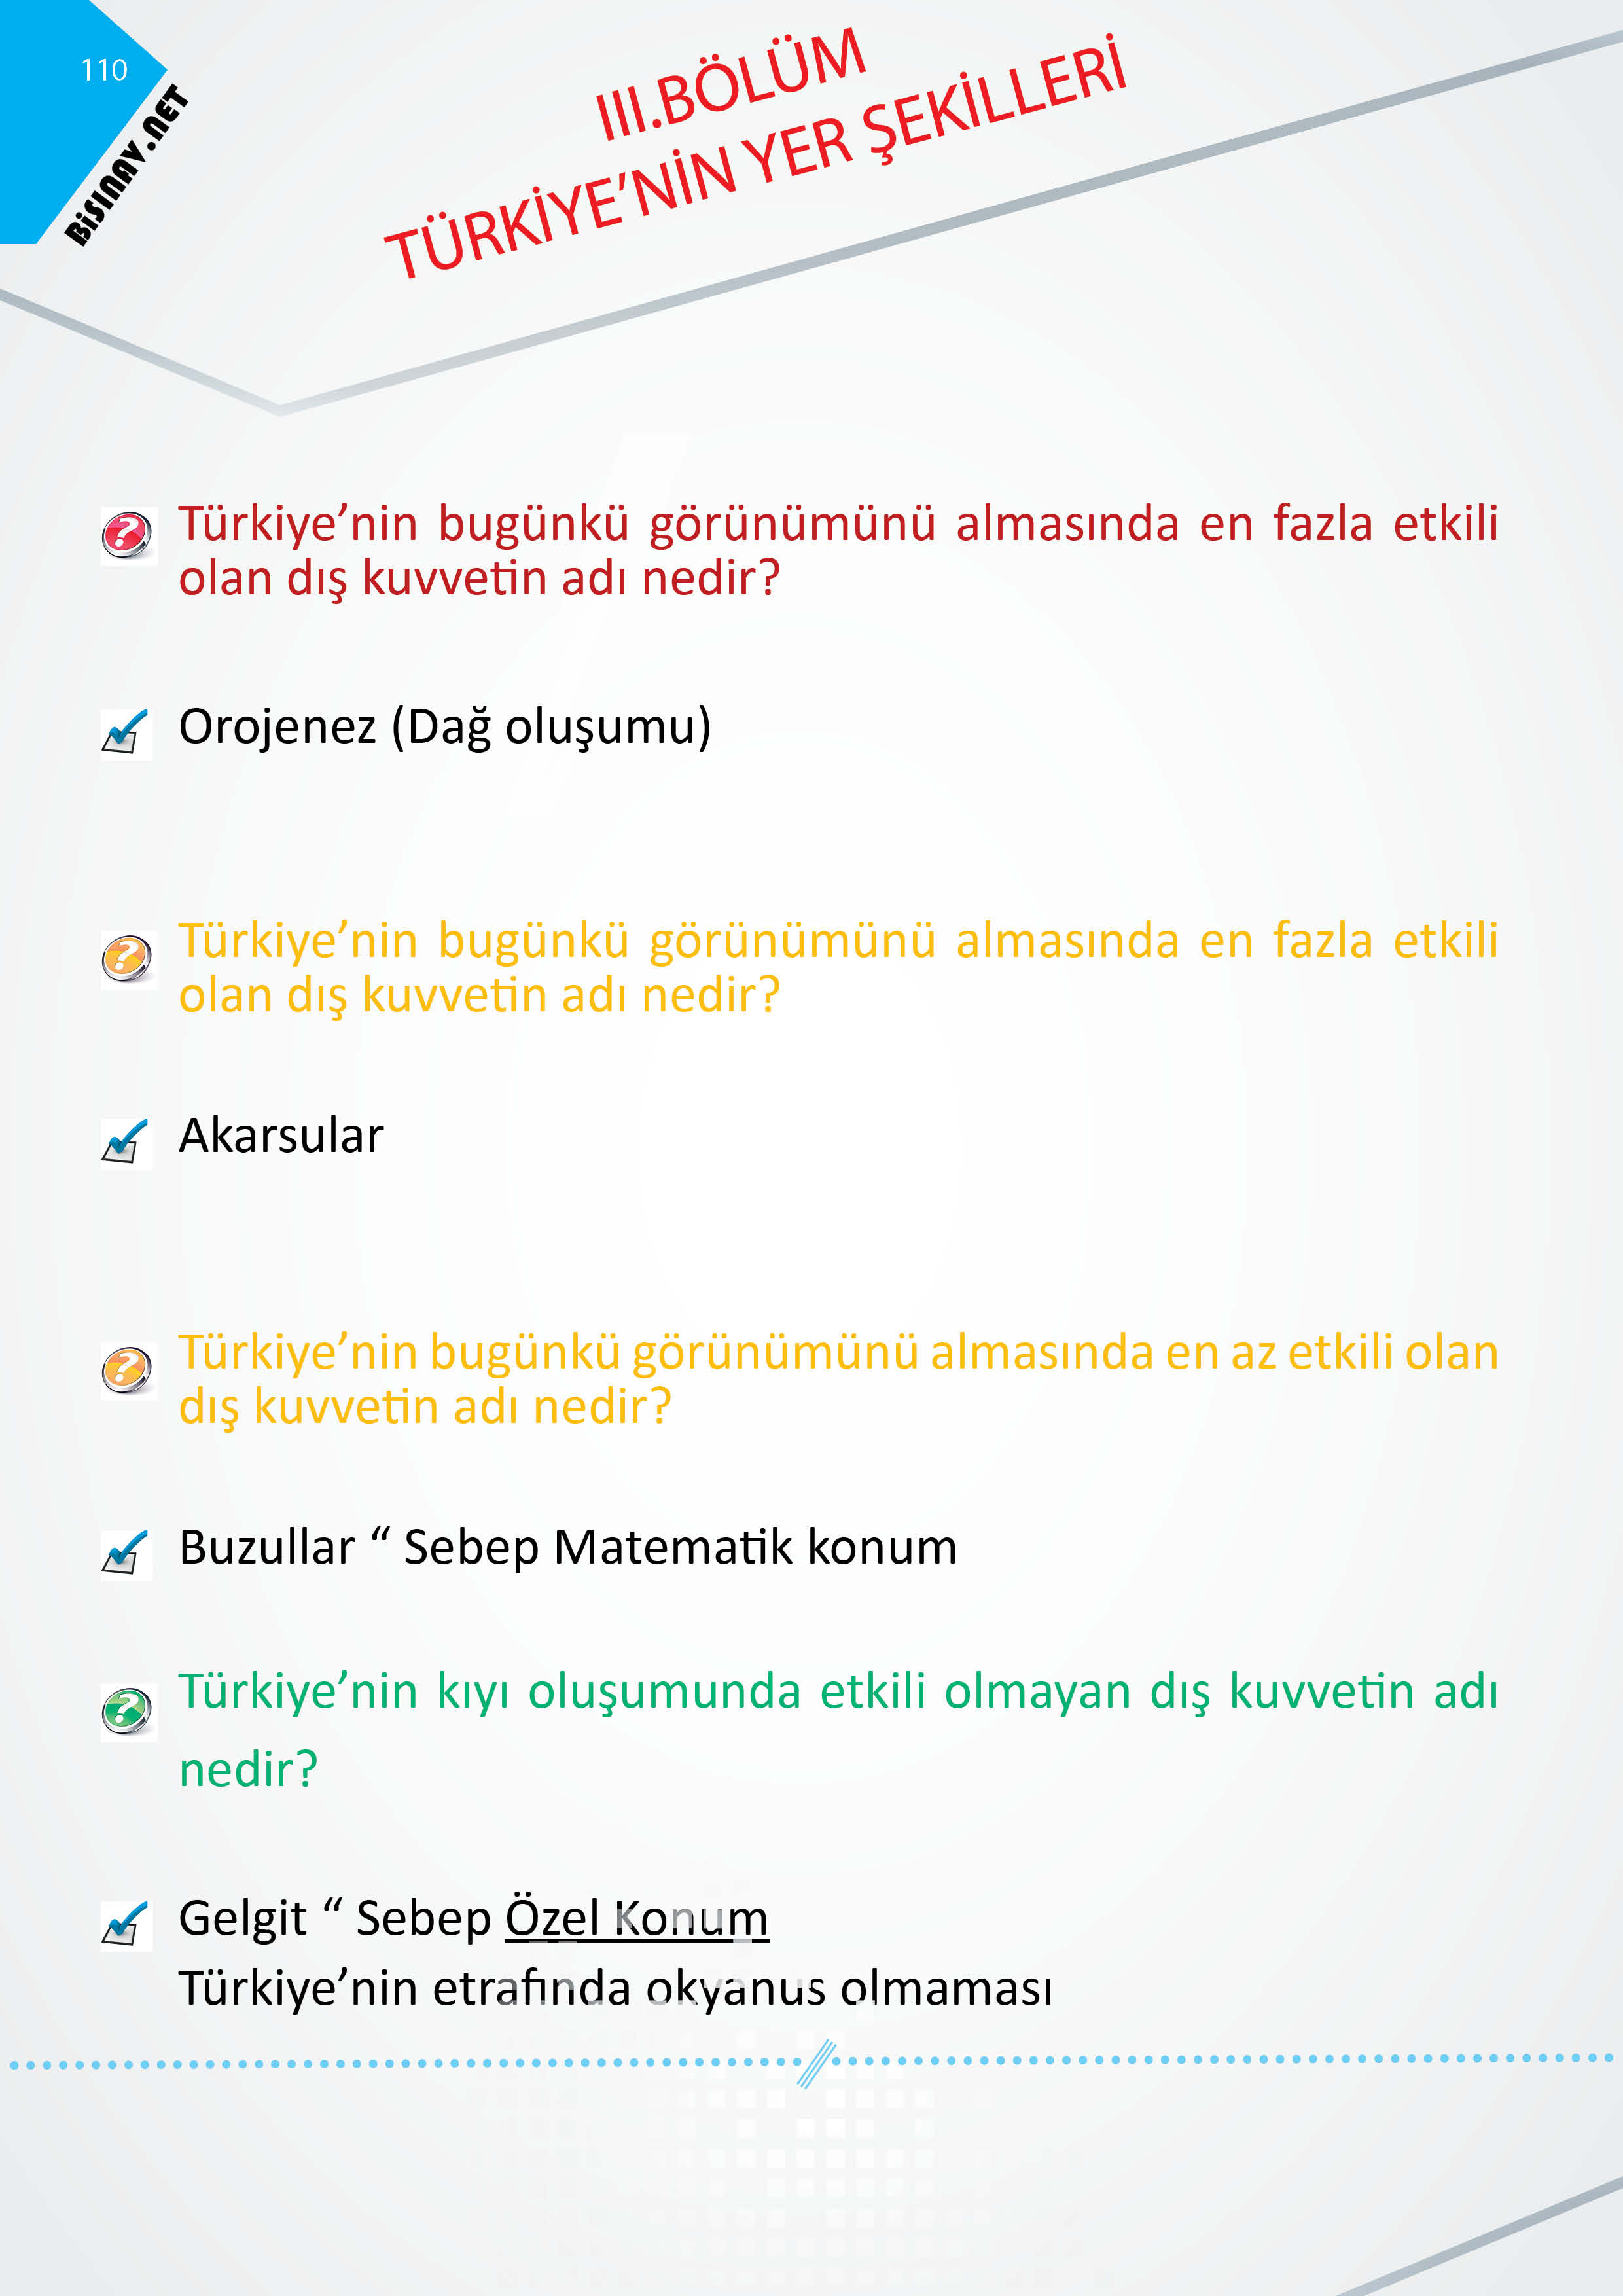 110
BiSINAV.NET
III.BÖLÜM
TÜRKİYE’NİN YER ŞEKİLLERİ
Türkiye’nin bugünkü görünümünü almasında en fazla etkili
olan dış kuvvetin adı nedir?
Orojenez (Dağ oluşumu)
Türkiye’nin bugünkü görünümünü almasında en fazla etkili
olan dış kuvvetin adı nedir?
Akarsular
Türkiye’nin bugünkü görünümünü almasında en az etkili olan
dış kuvvetin adı nedir?
Buzullar “ Sebep Matematik konum
Türkiye’nin kıyı oluşumunda etkili olmayan dış kuvvetin adı
nedir?
Gelgit “ Sebep Özel Konum
Türkiye’nin etrafında okyanus olmaması